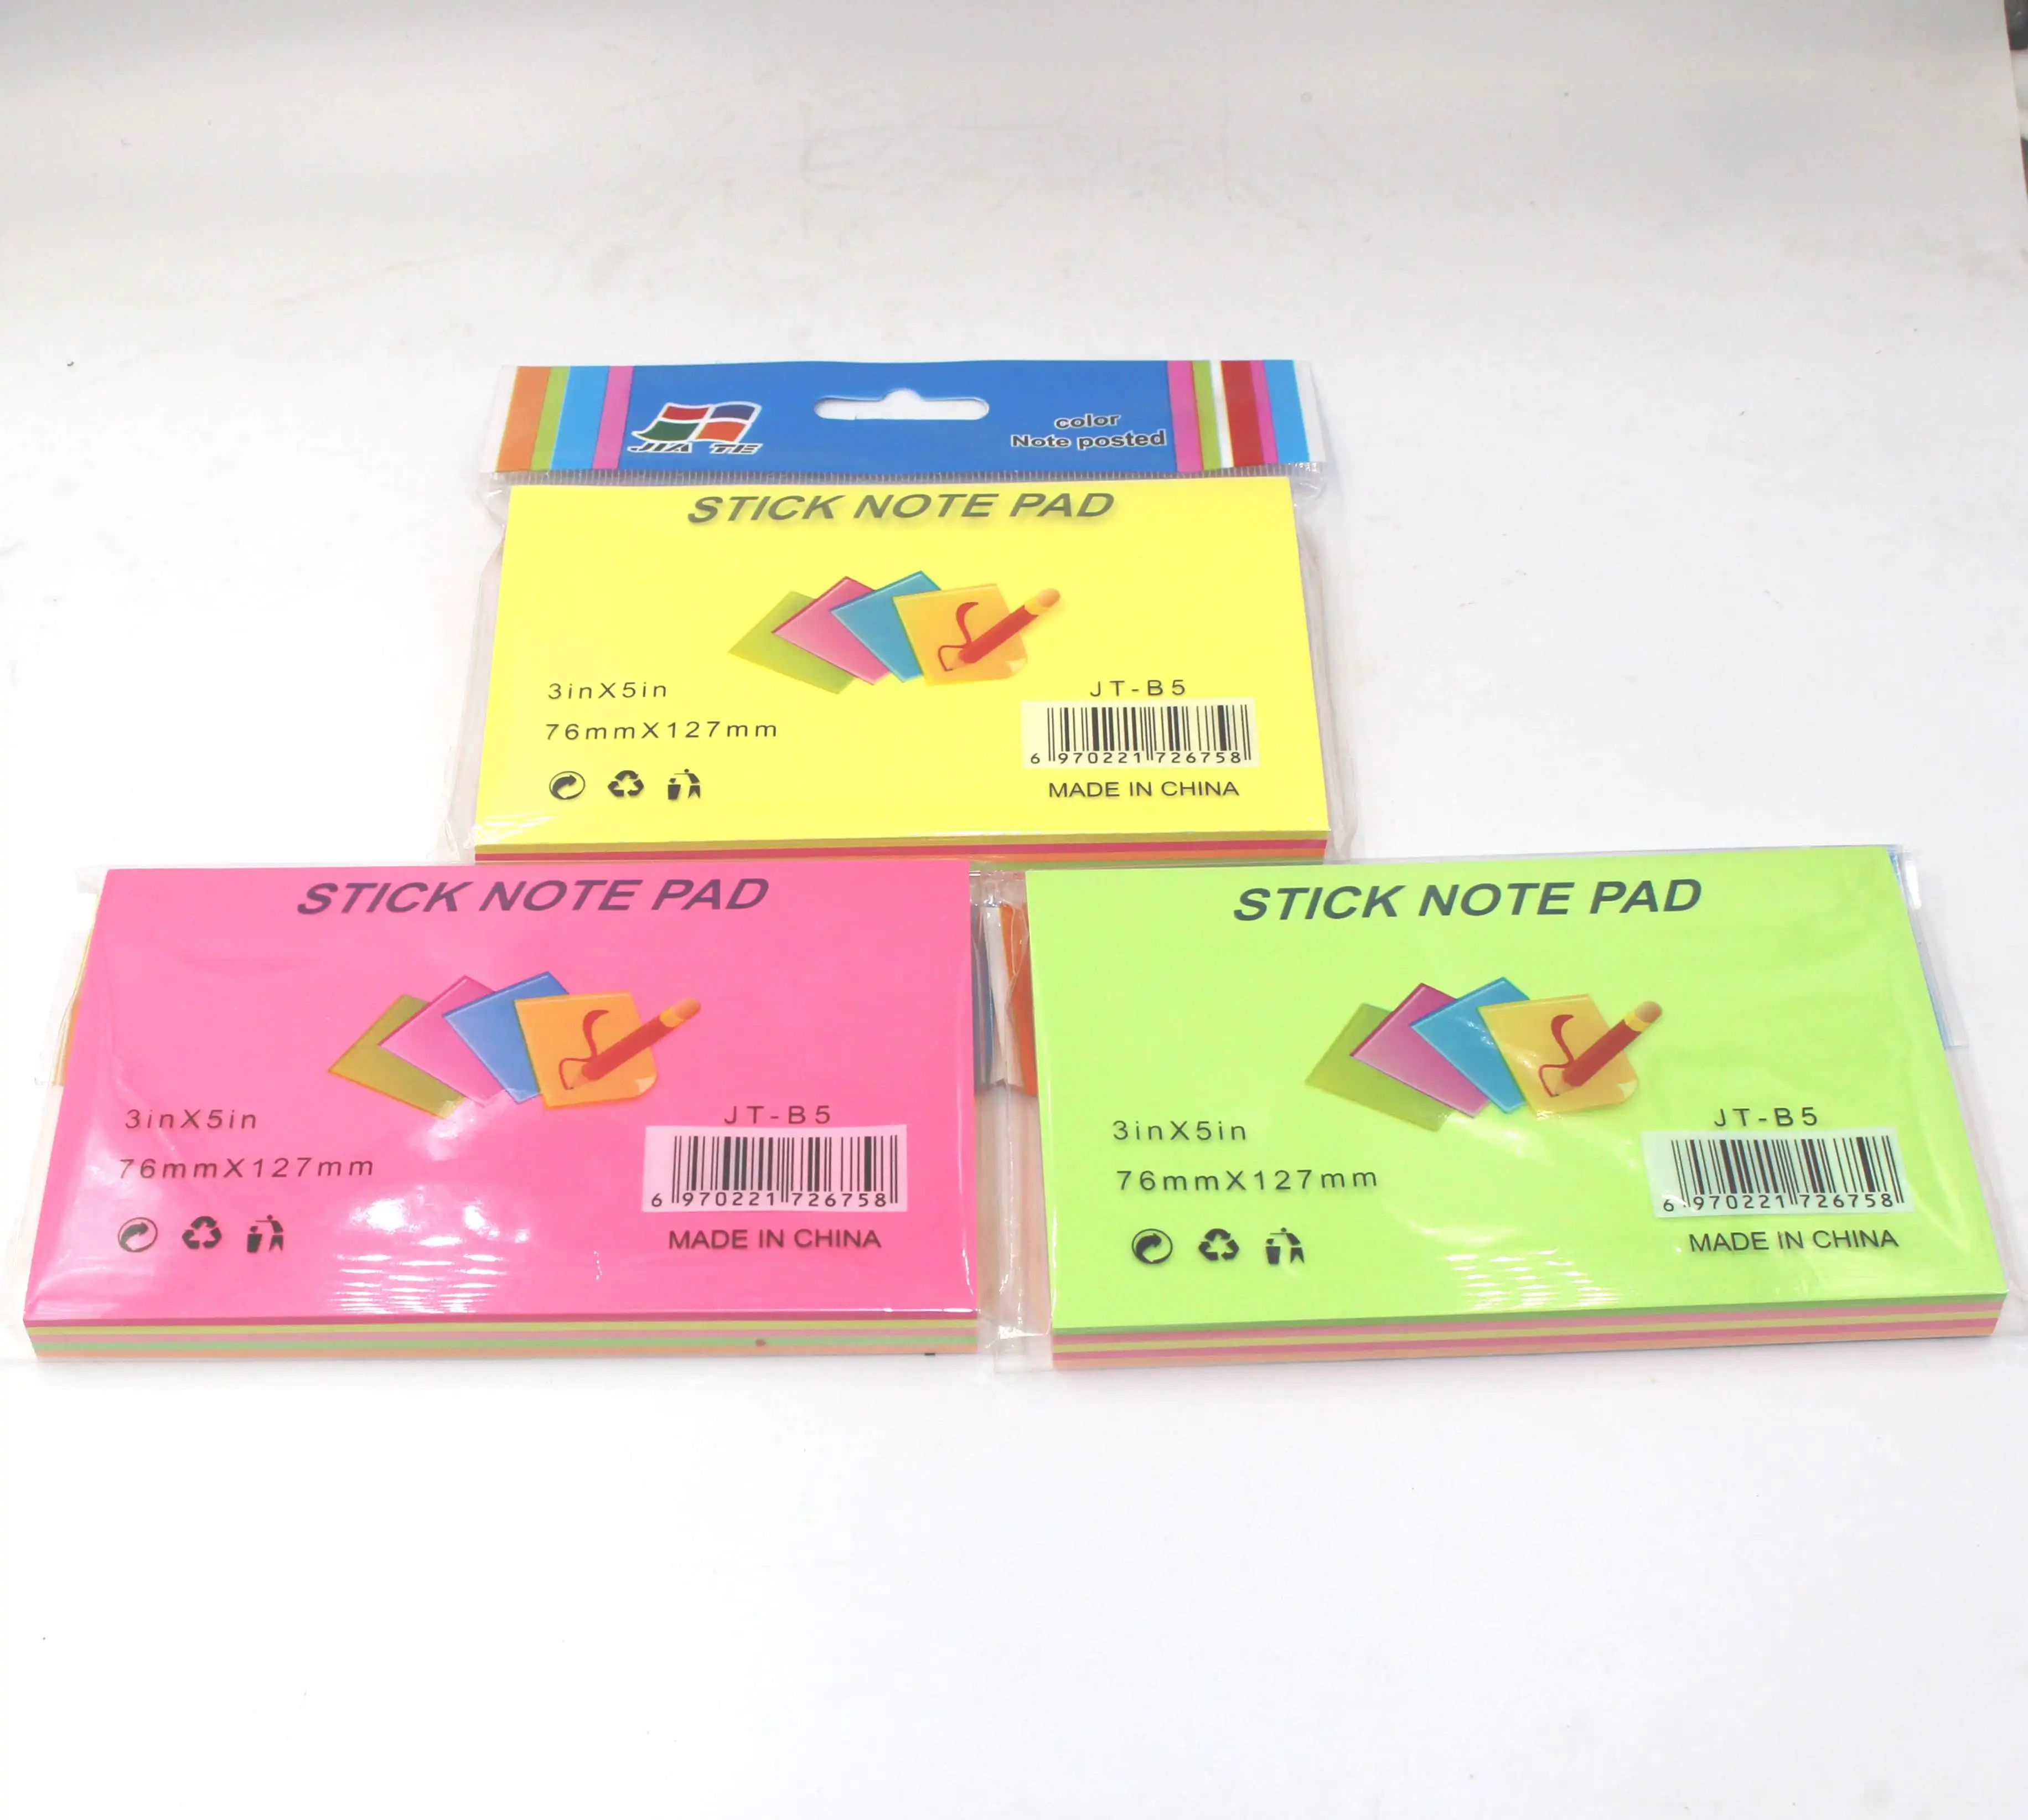 JIA TE
color
Note posted
STICK NOTE PAD
3inX5in
76mmX127mm
JT-B5
6 970221 726758
MADE IN CHINA
STICK NOTE PAD
3inX5in
76mmX127mm
JT-B5
6 970221 726758
MADE IN CHINA
STICK NOTE PAD
3inX5in
76mmX127mm
JT-B5
6 970221 726758
MADE IN CHINA